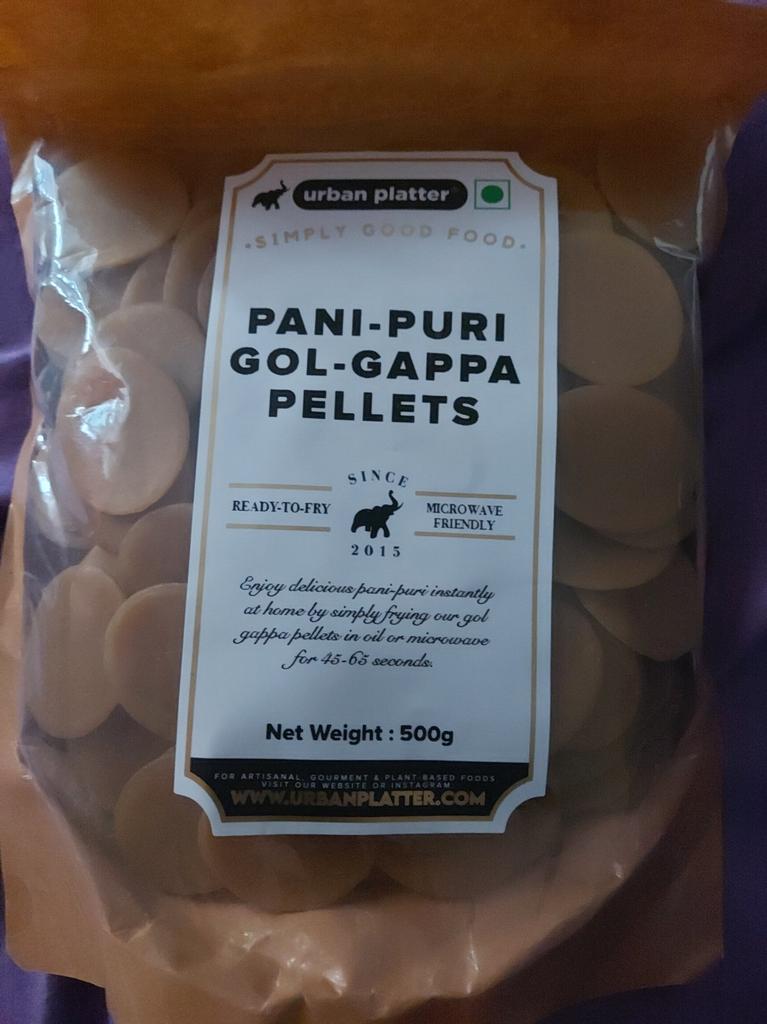 urban platter
.SIMPLY GOOD FOOD.
PANI-PURI
GOL-GAPPA
PELLETS
SINCE
READY-TO-FRY
MICROWAVE
FRIENDLY
2015
Enjoy delicious pani-puri instantly
at home by simply frying our gol
gappa pellets in oil or microwave
for 45-65 seconds.
Net Weight : 500g
FOR ARTISANAL, GOURMENT & PLANT-BASED FOODS
VISIT OUR WEBSITE OR INSTAGRAM
WWW.URBANPLATTER.COM